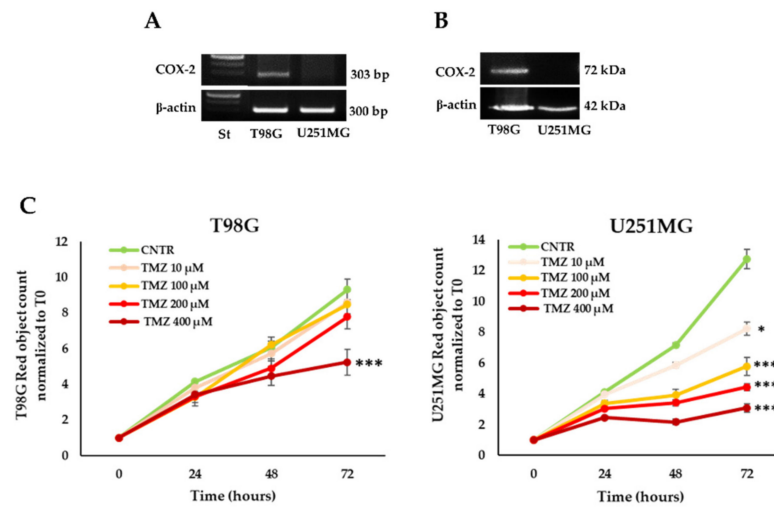 A
COX-2
303 bp
β-actin
300 bp
St T98G U251MG
B
COX-2
72 kDa
β-actin
42 kDa
T98G U251MG
C
T98G
T98G Red object count
normalized to T0
12
10
8
6
4
2
0
CNTR
TMZ 10 μM
TMZ 100 μM
TMZ 200 μM
TMZ 400 μM
***
0 24 48 72
Time (hours)
U251MG
U251MG Red object count
normalized to T0
14
12
10
8
6
4
2
0
CNTR
TMZ 10 μM
TMZ 100 μM
TMZ 200 μM
TMZ 400 μM
*
***
***
***
0 24 48 72
Time (hours)